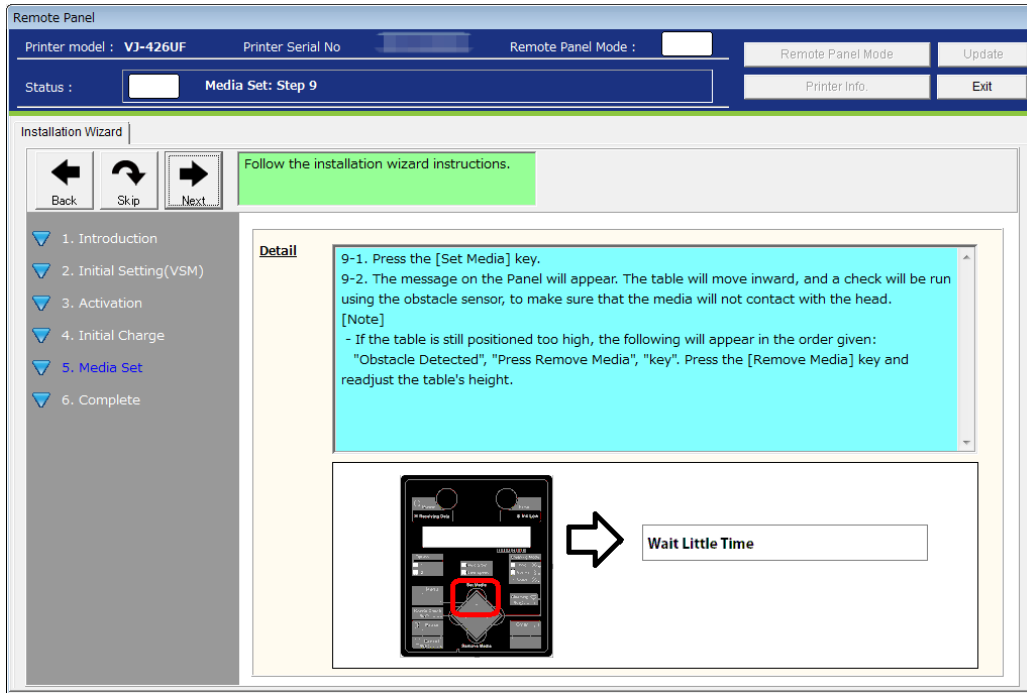 Remote Panel
Printer model : VJ-426UF Printer Serial No Remote Panel Mode :
Remote Panel Mode Update
Status : Media Set: Step 9
Printer Info. Exit
Installation Wizard
Back Skip Next
Follow the installation wizard instructions.
1. Introduction
2. Initial Setting(VSM)
3. Activation
4. Initial Charge
5. Media Set
6. Complete
Detail
9-1. Press the [Set Media] key.
9-2. The message on the Panel will appear. The table will move inward, and a check will be run
using the obstacle sensor, to make sure that the media will not contact with the head.
[Note]
- If the table is still positioned too high, the following will appear in the order given:
"Obstacle Detected", "Press Remove Media", "key". Press the [Remove Media] key and
readjust the table's height.
Set Media
Remove Media
Wait Little Time